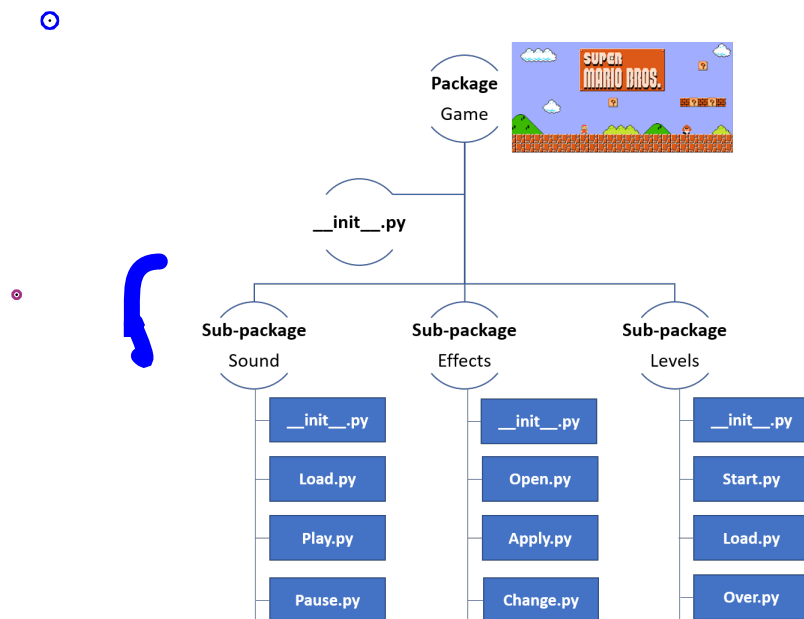 Package
Game
SUPER
MARIO BROS.
__init__.py
Sub-package
Sound
Sub-package
Effects
Sub-package
Levels
__init__.py
Load.py
Play.py
Pause.py
__init__.py
Open.py
Apply.py
Change.py
__init__.py
Start.py
Load.py
Over.py